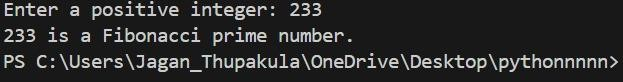 Enter a positive integer: 233
233 is a Fibonacci prime number.
PS C:\Users\Jagan_Thupakula\OneDrive\Desktop\pythonnnnn>